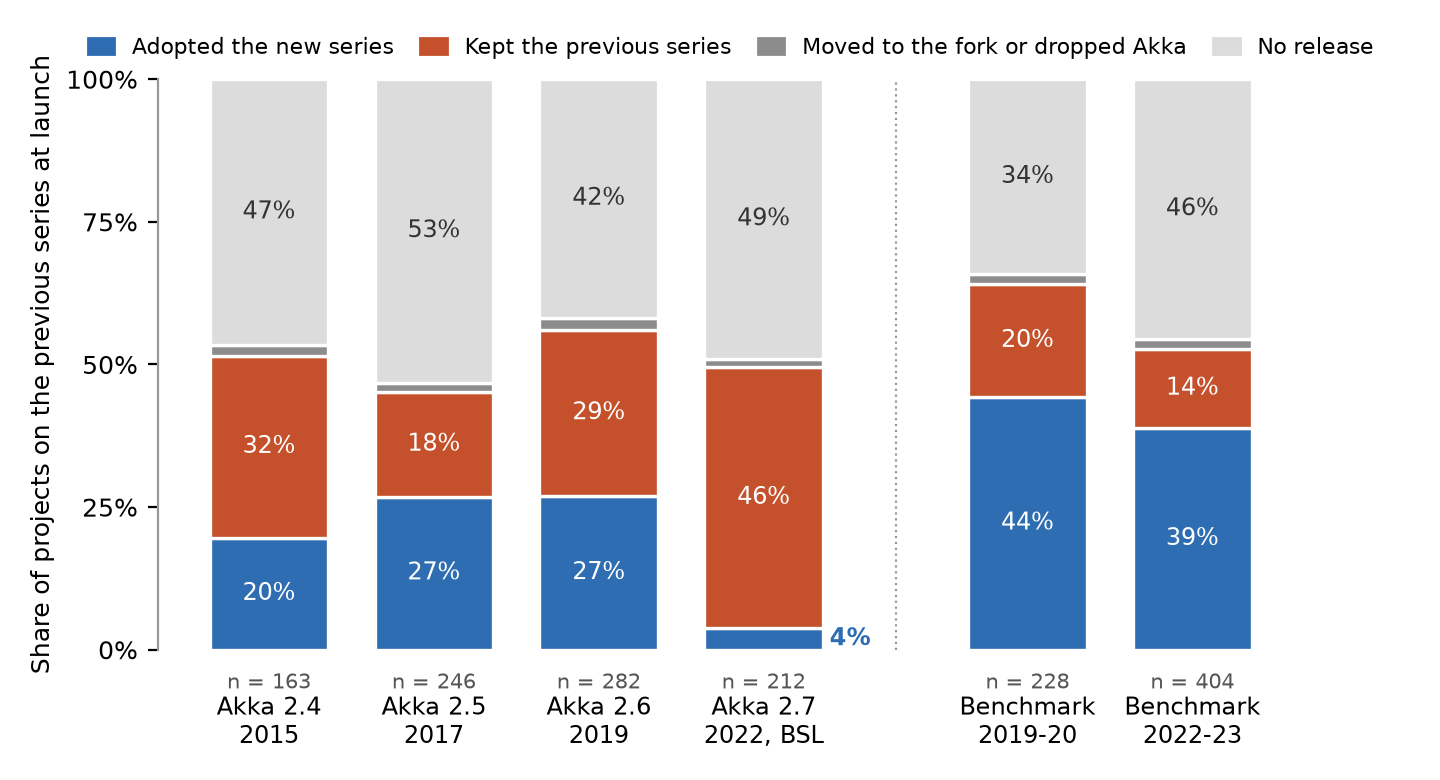 Adopted the new series Kept the previous series Moved to the fork or dropped Akka No release
Share of projects on the previous series at launch
100%
75%
50%
25%
0%
47%
32%
20%
53%
18%
27%
42%
29%
27%
49%
46%
4%
34%
20%
44%
46%
14%
39%
n = 163
Akka 2.4
2015
n = 246
Akka 2.5
2017
n = 282
Akka 2.6
2019
n = 212
Akka 2.7
2022, BSL
n = 228
Benchmark
2019-20
n = 404
Benchmark
2022-23